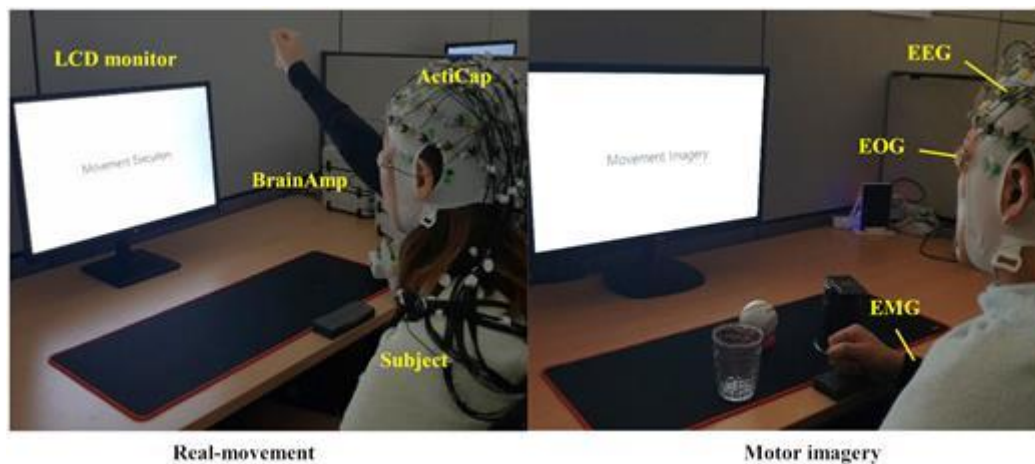 LCD monitor
ActiCap
Movement Execution
BrainAmp
Subject
EEG
Movement Imagery
EOG
EMG
Real-movement
Motor imagery